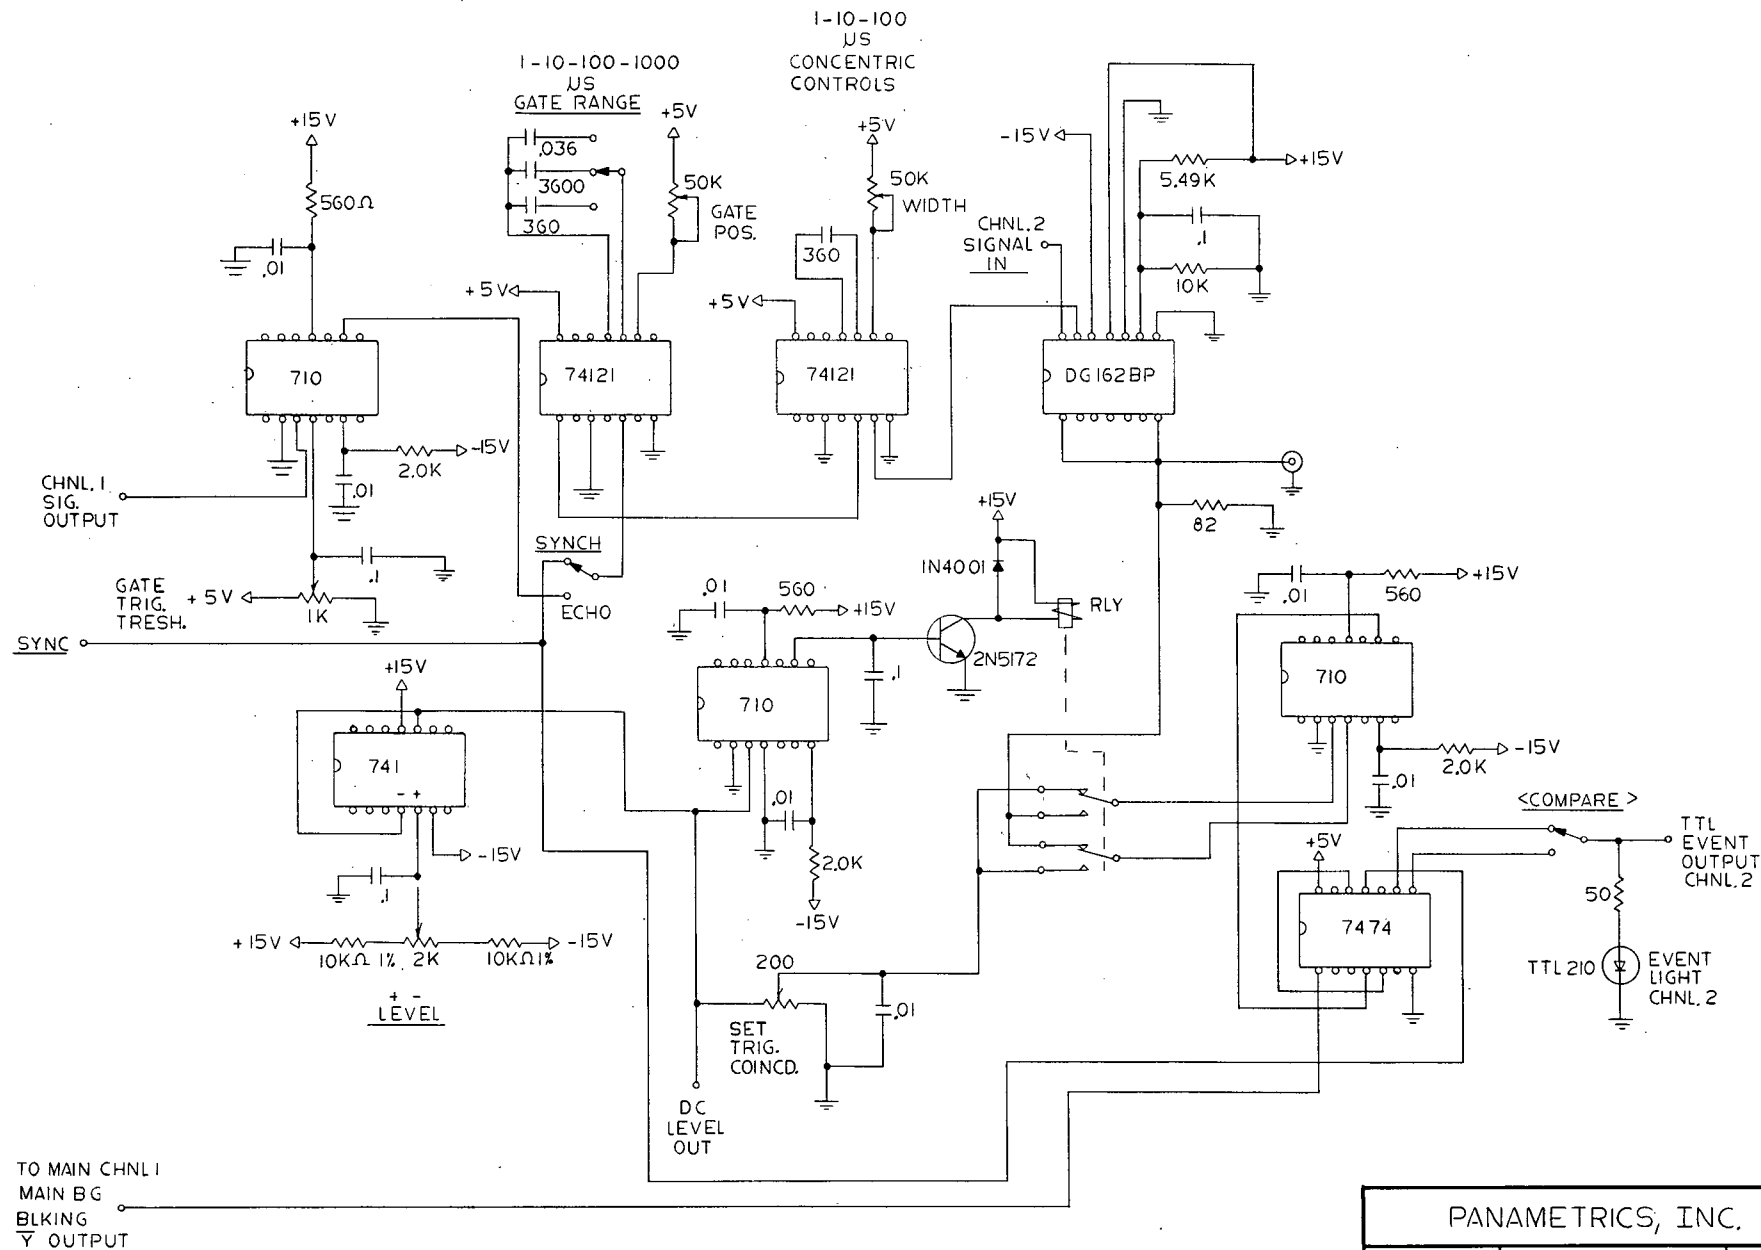 1-10-100
µS
CONCENTRIC
CONTROLS
1-10-100-1000
µS
GATE RANGE
+15V
560Ω
.01
.036
3600
360
+5V
50K
GATE
POS.
+5V
50K
WIDTH
360
-15V
+15V
5.49K
.1
10K
CHNL.2
SIGNAL
IN
+5V
+5V
710
74121
74121
DG162BP
-15V
2.0K
.01
CHNL. 1
SIG.
OUTPUT
82
.1
GATE
TRIG.
TRESH.
+5V
1K
SYNCH
ECHO
SYNC
+15V
1N4001
RLY
2N5172
.01
560
+15V
.1
710
.01
560
+15V
710
-15V
2.0K
.01
+15V
741
- +
-15V
.1
+15V
10KΩ 1%
2K
10KΩ1%
-15V
+ -
LEVEL
.01
2.0K
-15V
200
.01
SET
TRIG.
COINCD.
DC
LEVEL
OUT
<COMPARE>
+5V
7474
TTL
EVENT
OUTPUT
CHNL.2
50
TTL210
EVENT
LIGHT
CHNL.2
TO MAIN CHNL1
MAIN BG
BLKING
Y̅ OUTPUT
PANAMETRICS, INC.